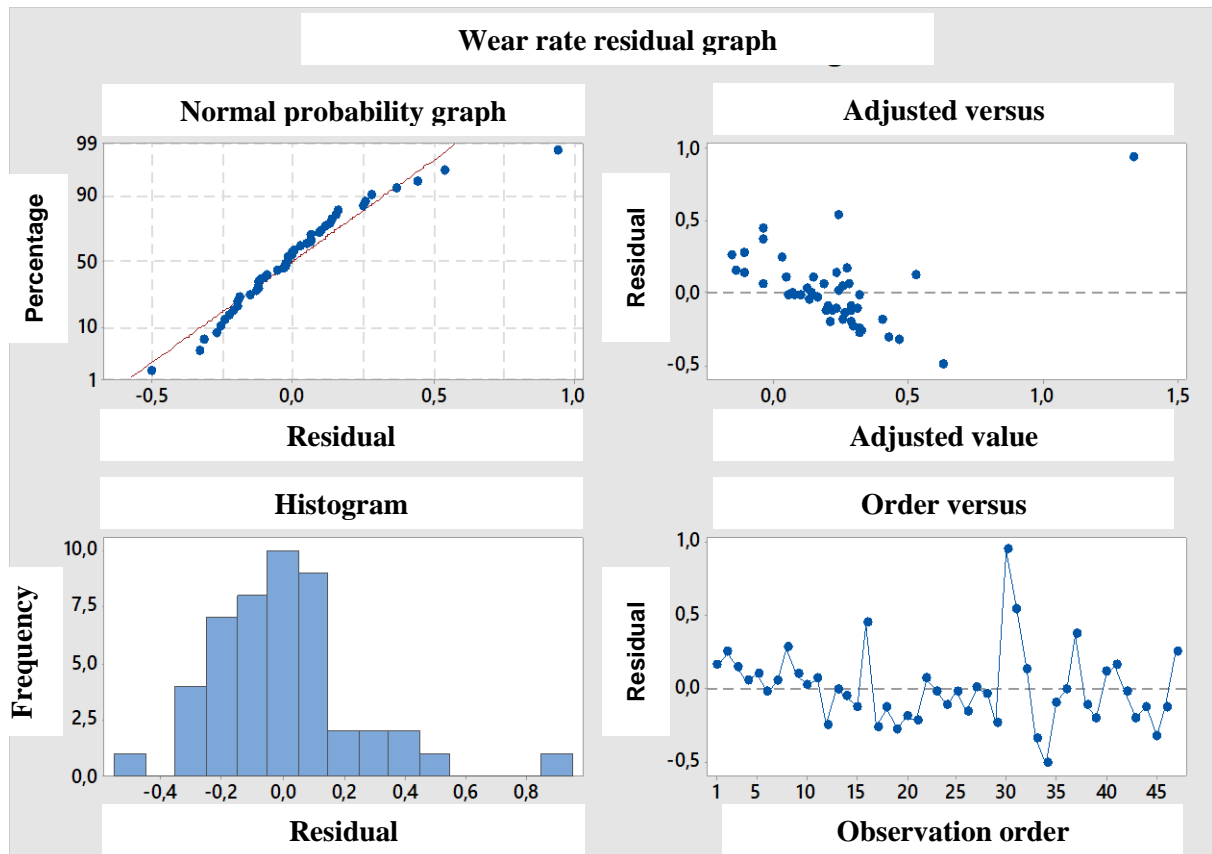 Wear rate residual graph
Normal probability graph
99
90
50
10
1
Percentage
-0,5 0,0 0,5 1,0
Residual
Adjusted versus
1,0
0,5
0,0
-0,5
Residual
0,0 0,5 1,0 1,5
Adjusted value
Histogram
10,0
7,5
5,0
2,5
0,0
Frequency
-0,4 -0,2 0,0 0,2 0,4 0,6 0,8
Residual
Order versus
1,0
0,5
0,0
-0,5
Residual
1 5 10 15 20 25 30 35 40 45
Observation order